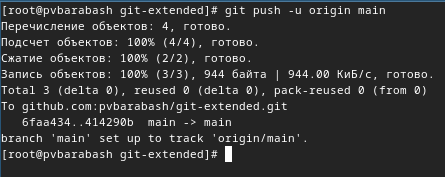 [root@pvbarabash git-extended]# git push -u origin main
Перечисление объектов: 4, готово.
Подсчет объектов: 100% (4/4), готово.
Сжатие объектов: 100% (2/2), готово.
Запись объектов: 100% (3/3), 944 байта | 944.00 КиБ/с, готово.
Total 3 (delta 0), reused 0 (delta 0), pack-reused 0 (from 0)
To github.com:pvbarabash/git-extended.git
   6faa434..414290b  main -> main
branch 'main' set up to track 'origin/main'.
[root@pvbarabash git-extended]#